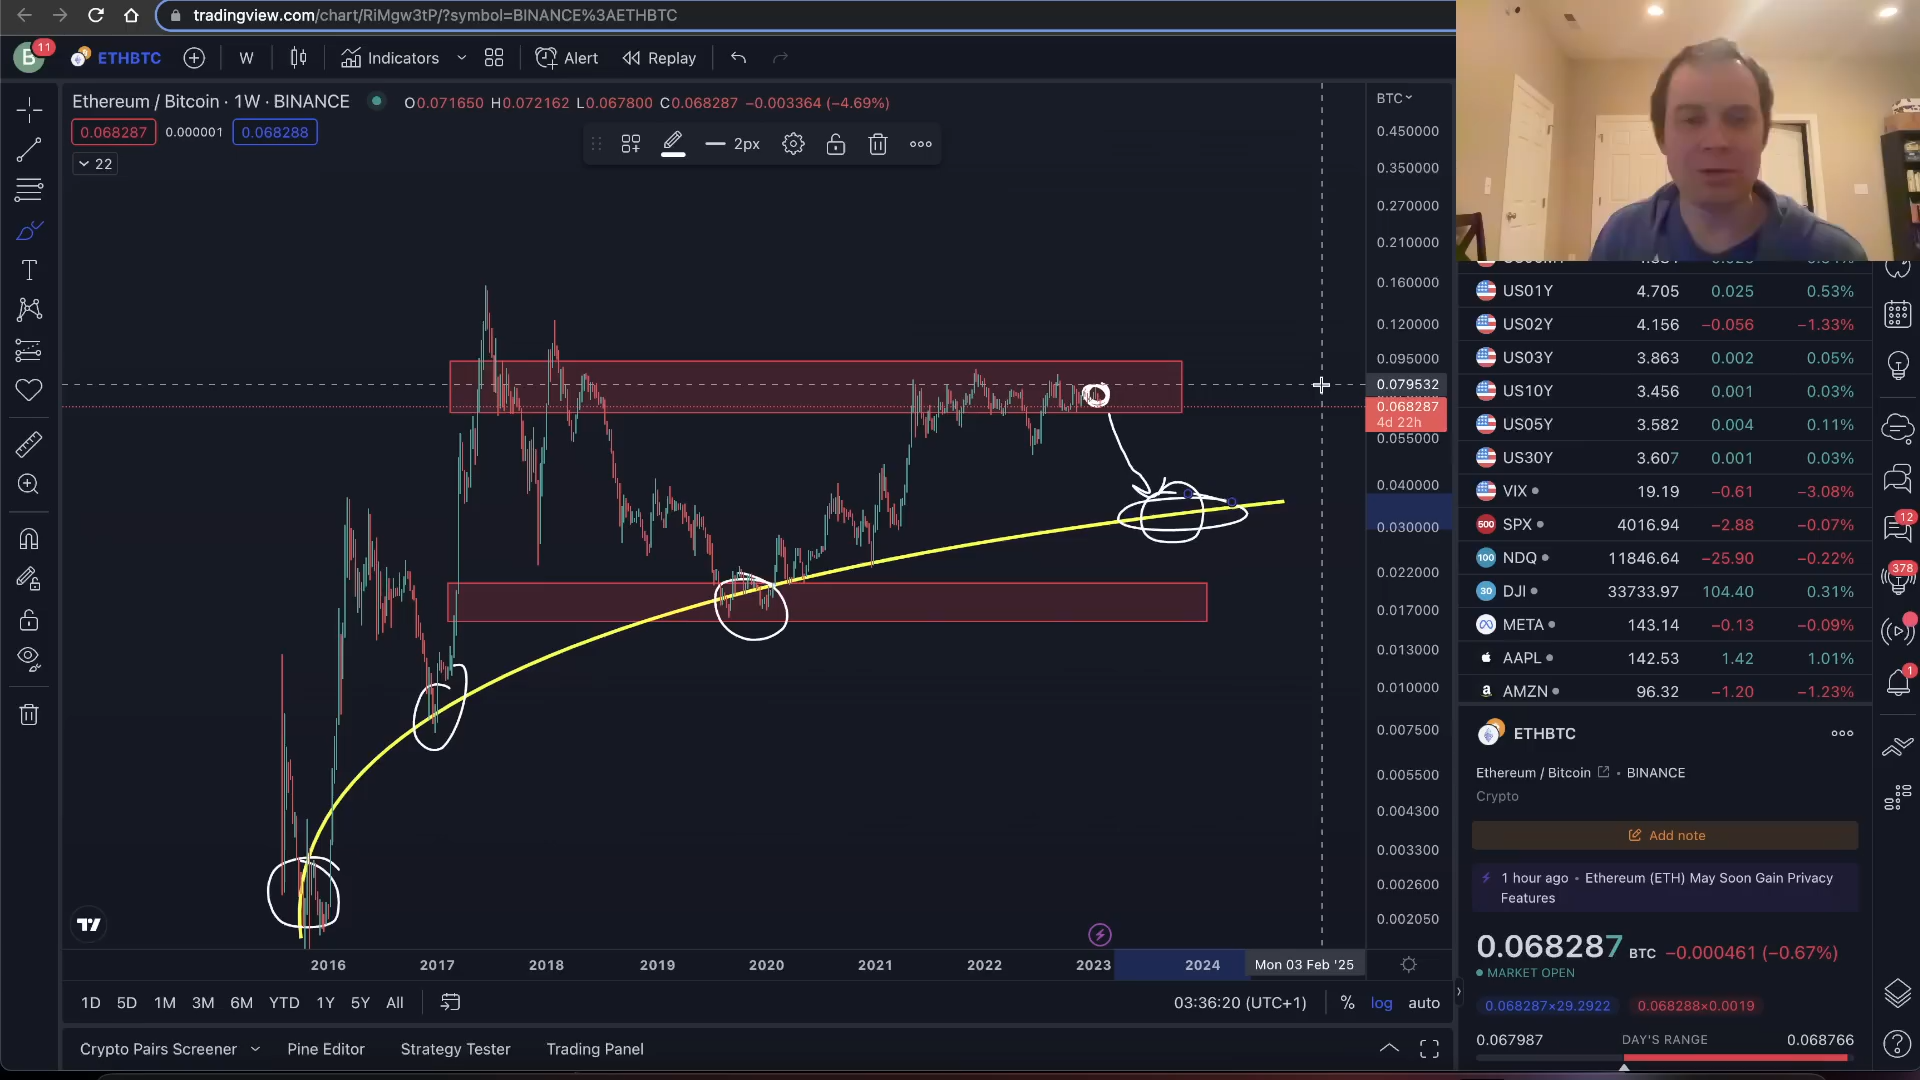 tradingview.com/chart/RiMgw3tP/?symbol=BINANCE%3AETHBTC
B 11 ETHBTC W Indicators Alert Replay
Ethereum / Bitcoin · 1W · BINANCE O0.071650 H0.072162 L0.067800 C0.068287 −0.003364 (−4.69%)
0.068287 0.000001 0.068288
2px
22
BTC
0.450000
0.350000
0.270000
0.210000
0.160000
0.120000
0.095000
0.079532
0.068287
4d 22h
0.055000
0.040000
0.030000
0.022000
0.017000
0.013000
0.010000
0.007500
0.005500
0.004300
0.003300
0.002600
0.002050
2016 2017 2018 2019 2020 2021 2022 2023 2024 Mon 03 Feb '25
1D 5D 1M 3M 6M YTD 1Y 5Y All 03:36:20 (UTC+1) % log auto
Crypto Pairs Screener Pine Editor Strategy Tester Trading Panel
US01Y 4.705 0.025 0.53%
US02Y 4.156 −0.056 −1.33%
US03Y 3.863 0.002 0.05%
US10Y 3.456 0.001 0.03%
US05Y 3.582 0.004 0.11%
US30Y 3.607 0.001 0.03%
VIX 19.19 −0.61 −3.08%
500 SPX 4016.94 −2.88 −0.07%
100 NDQ 11846.64 −25.90 −0.22%
30 DJI 33733.97 104.40 0.31%
META 143.14 −0.13 −0.09%
AAPL 142.53 1.42 1.01%
a AMZN 96.32 −1.20 −1.23%
12
378
1
ETHBTC
Ethereum / Bitcoin · BINANCE
Crypto
Add note
1 hour ago · Ethereum (ETH) May Soon Gain Privacy
Features
0.068287 BTC −0.000461 (−0.67%)
MARKET OPEN
0.068287×29.2922 0.068288×0.0019
0.067987 DAY'S RANGE 0.068766